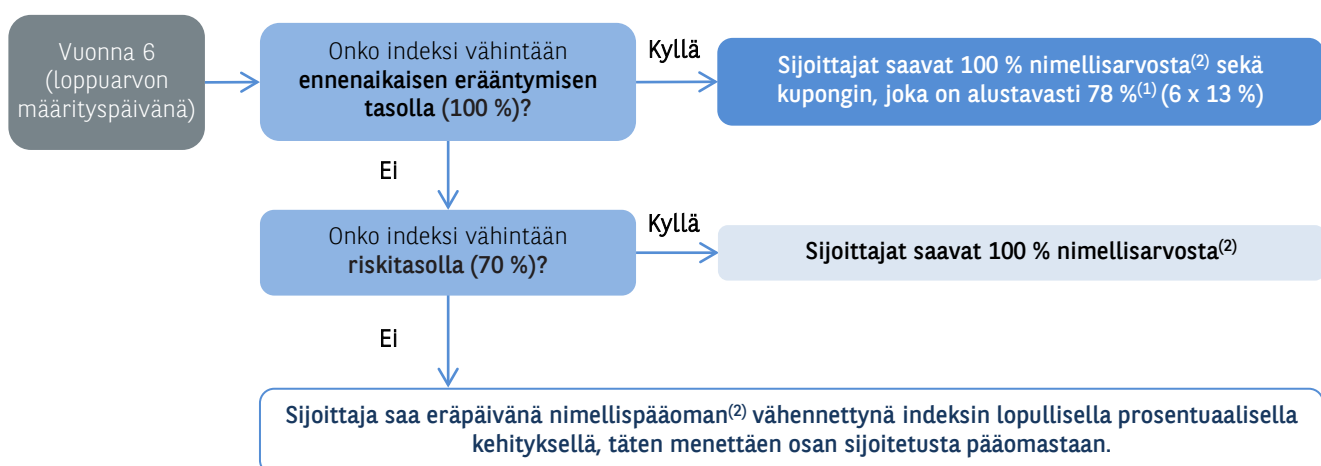 Vuonna 6
(loppuarvon
määrityspäivänä)
Onko indeksi vähintään
ennenaikaisen erääntymisen
tasolla (100 %)?
Kyllä
Sijoittajat saavat 100 % nimellisarvosta(2) sekä
kupongin, joka on alustavasti 78 %(1) (6 x 13 %)
Ei
Onko indeksi vähintään
riskitasolla (70 %)?
Kyllä
Sijoittajat saavat 100 % nimellisarvosta(2)
Ei
Sijoittaja saa eräpäivänä nimellispääoman(2) vähennettynä indeksin lopullisella prosentuaalisella
kehityksellä, täten menettäen osan sijoitetusta pääomastaan.